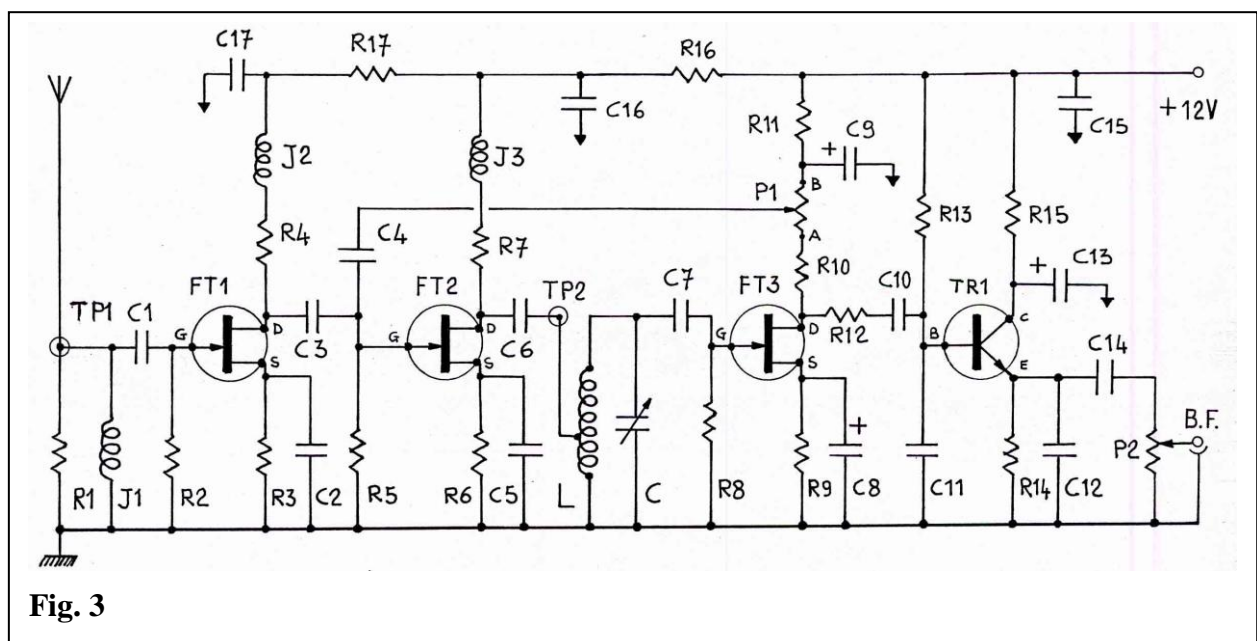 C17
R17
R16
+12V
C16
C15
J2
J3
R11
C9
+
B
P1
A
R13
R15
C4
R4
R7
R10
C10
C13
+
TP1
C1
FT1
G
D
S
C3
FT2
G
D
S
C6
TP2
C7
FT3
G
D
S
R12
TR1
B
C
E
C14
B.F.
P2
R1
J1
R2
R3
C2
R5
R6
C5
L
C
R8
R9
+
C8
C11
R14
C12
Fig. 3